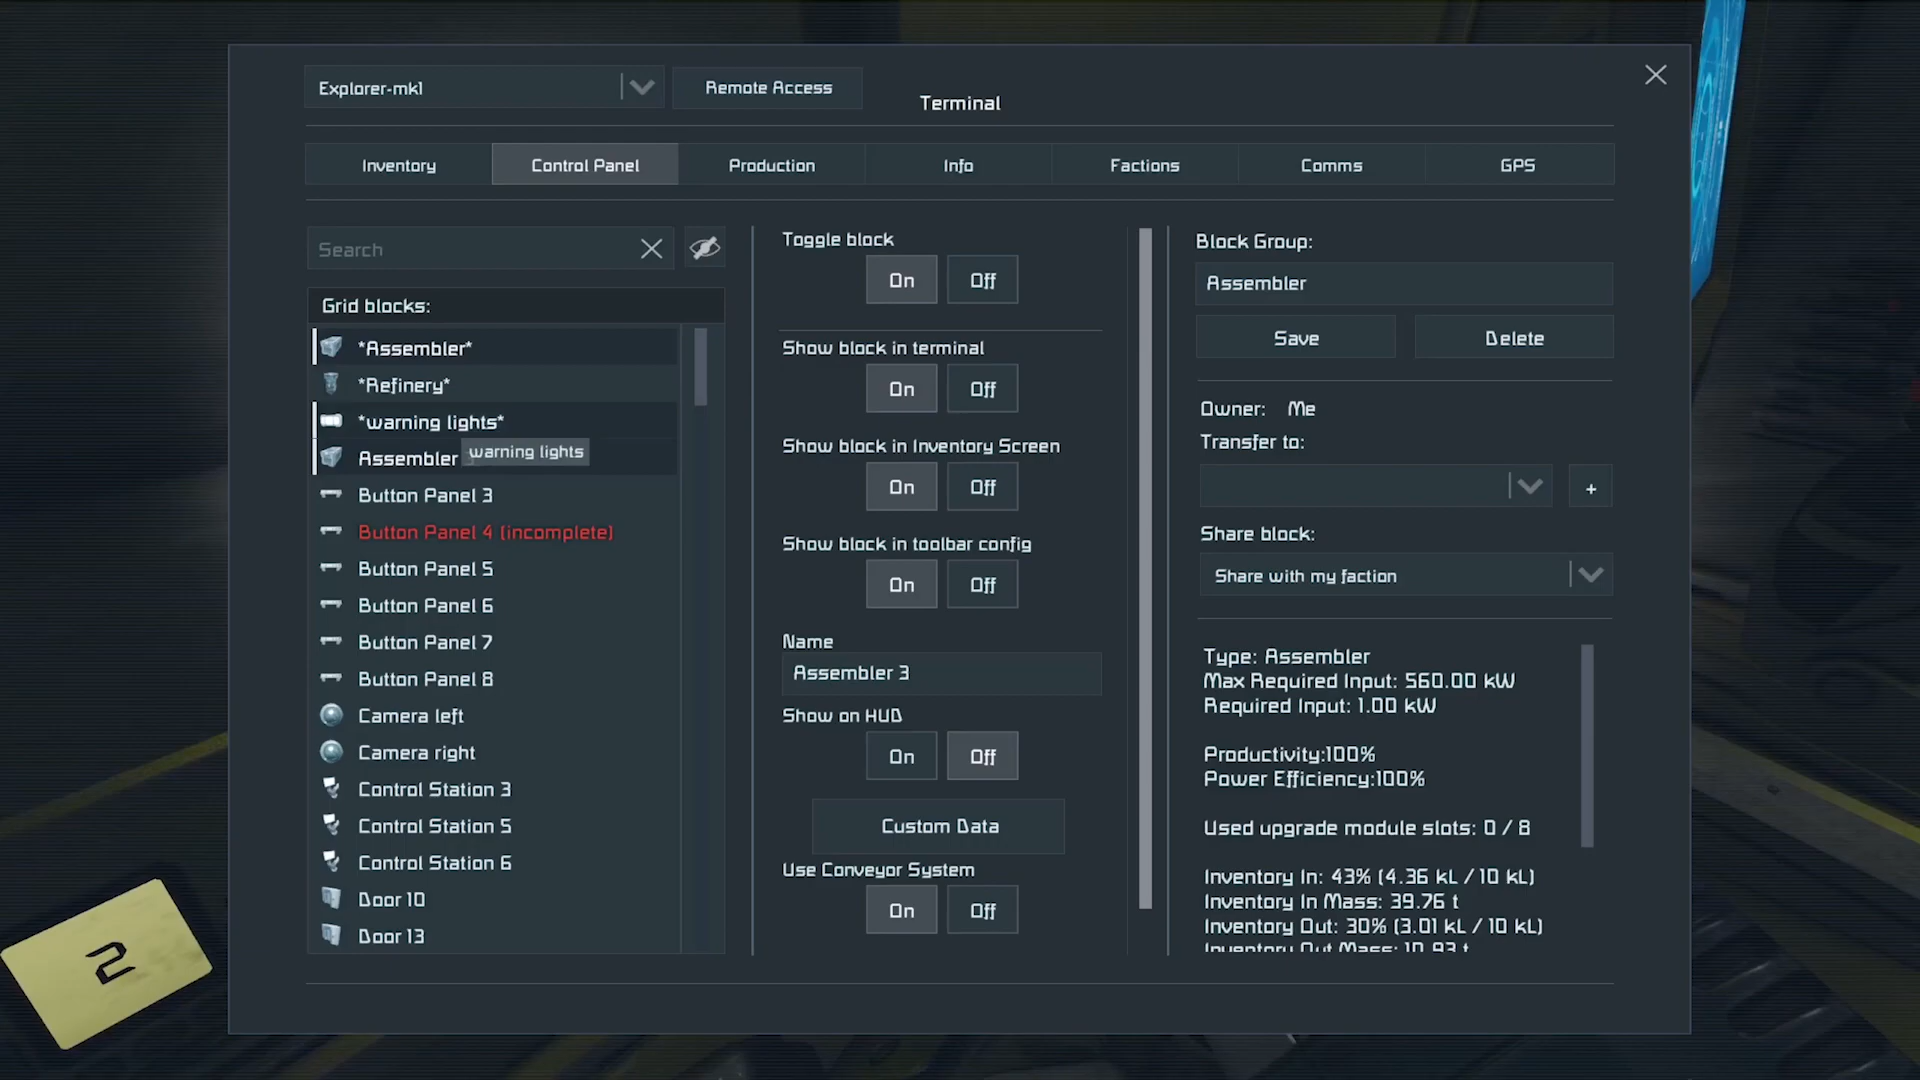 Explorer-mk1
Remote Access
Terminal
Inventory
Control Panel
Production
Info
Factions
Comms
GPS
Search
Grid blocks:
*Assembler*
*Refinery*
*warning lights*
Assembler
warning lights
Button Panel 3
Button Panel 4 (incomplete)
Button Panel 5
Button Panel 6
Button Panel 7
Button Panel 8
Camera left
Camera right
Control Station 3
Control Station 5
Control Station 6
Door 10
Door 13
Toggle block
On Off
Show block in terminal
On Off
Show block in Inventory Screen
On Off
Show block in toolbar config
On Off
Name
Assembler 3
Show on HUD
On Off
Custom Data
Use Conveyor System
On Off
Block Group:
Assembler
Save Delete
Owner: Me
Transfer to:
+
Share block:
Share with my faction
Type: Assembler
Max Required Input: 560.00 kW
Required Input: 1.00 kW
Productivity:100%
Power Efficiency:100%
Used upgrade module slots: 0 / 8
Inventory In: 43% (4.36 kL / 10 kL)
Inventory In Mass: 39.76 t
Inventory Out: 30% (3.01 kL / 10 kL)
Inventory Out Mass: 10.93 t
2